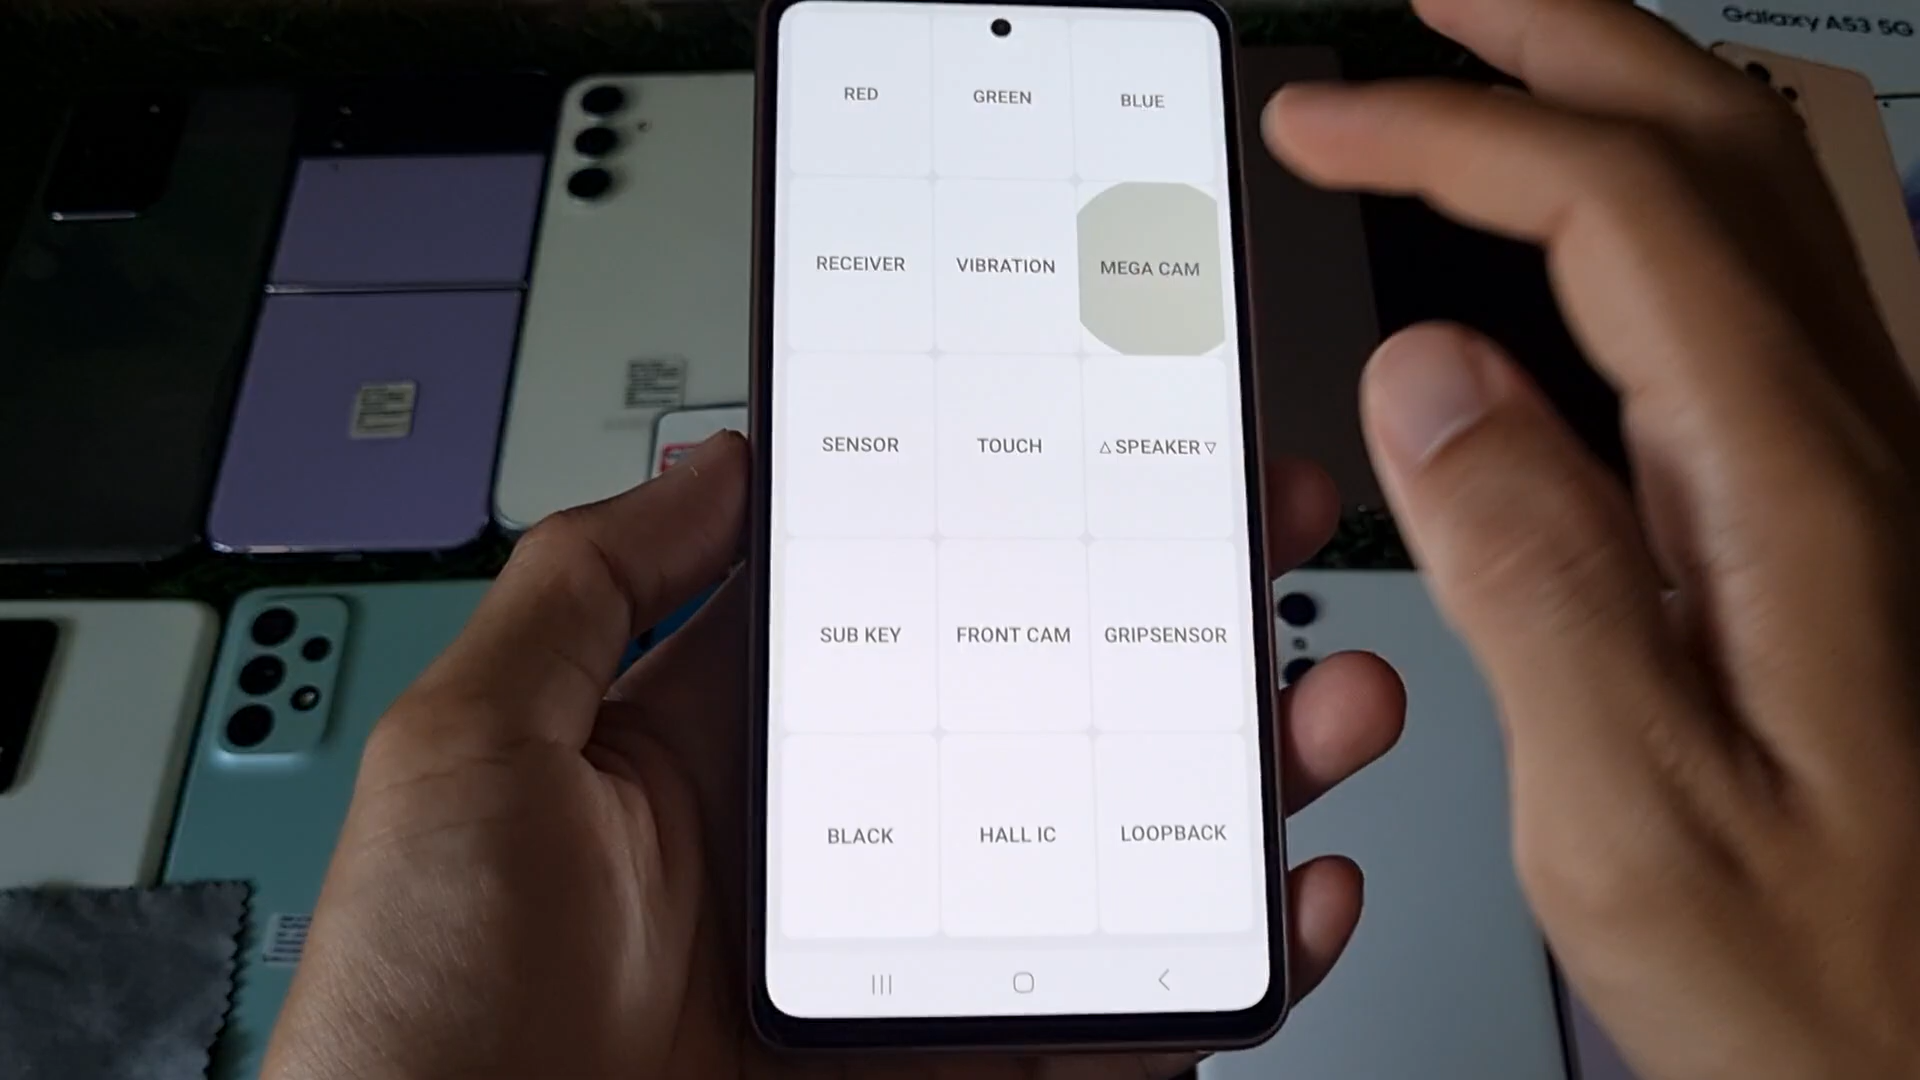 Galaxy A53 5G
RED
GREEN
BLUE
RECEIVER
VIBRATION
MEGA CAM
SENSOR
TOUCH
△ SPEAKER ▽
SUB KEY
FRONT CAM
GRIPSENSOR
BLACK
HALL IC
LOOPBACK